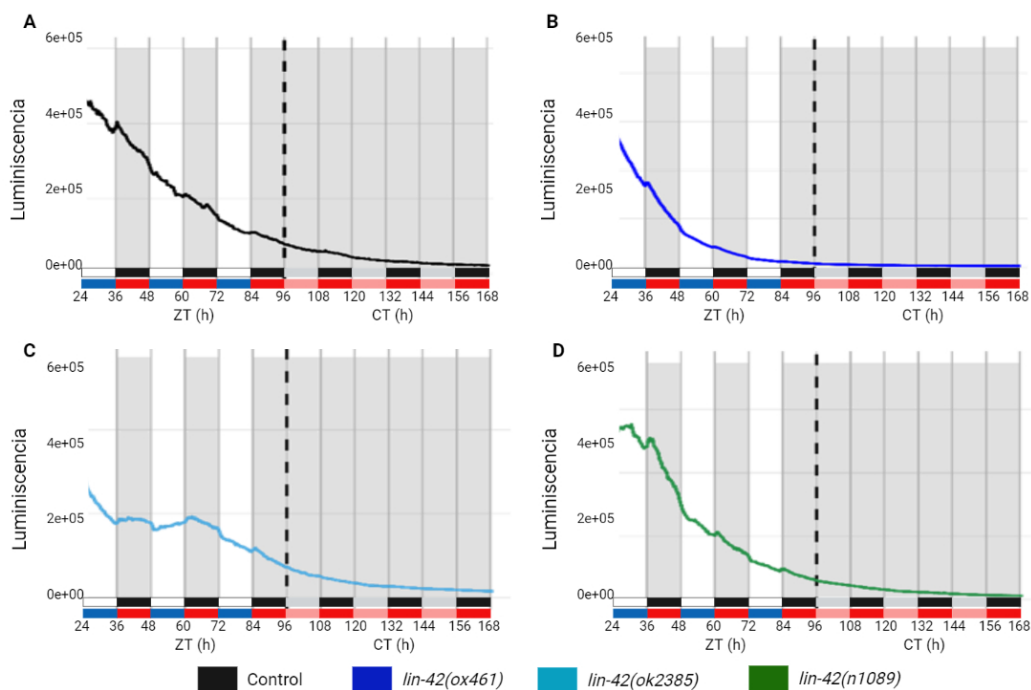 A
6e+05
4e+05
2e+05
0e+00
Luminiscencia
24 36 48 60 72 84 96 108 120 132 144 156 168
ZT (h) CT (h)
B
6e+05
4e+05
2e+05
0e+00
Luminiscencia
24 36 48 60 72 84 96 108 120 132 144 156 168
ZT (h) CT (h)
C
6e+05
4e+05
2e+05
0e+00
Luminiscencia
24 36 48 60 72 84 96 108 120 132 144 156 168
ZT (h) CT (h)
D
6e+05
4e+05
2e+05
0e+00
Luminiscencia
24 36 48 60 72 84 96 108 120 132 144 156 168
ZT (h) CT (h)
Control lin-42(ox461) lin-42(ok2385) lin-42(n1089)